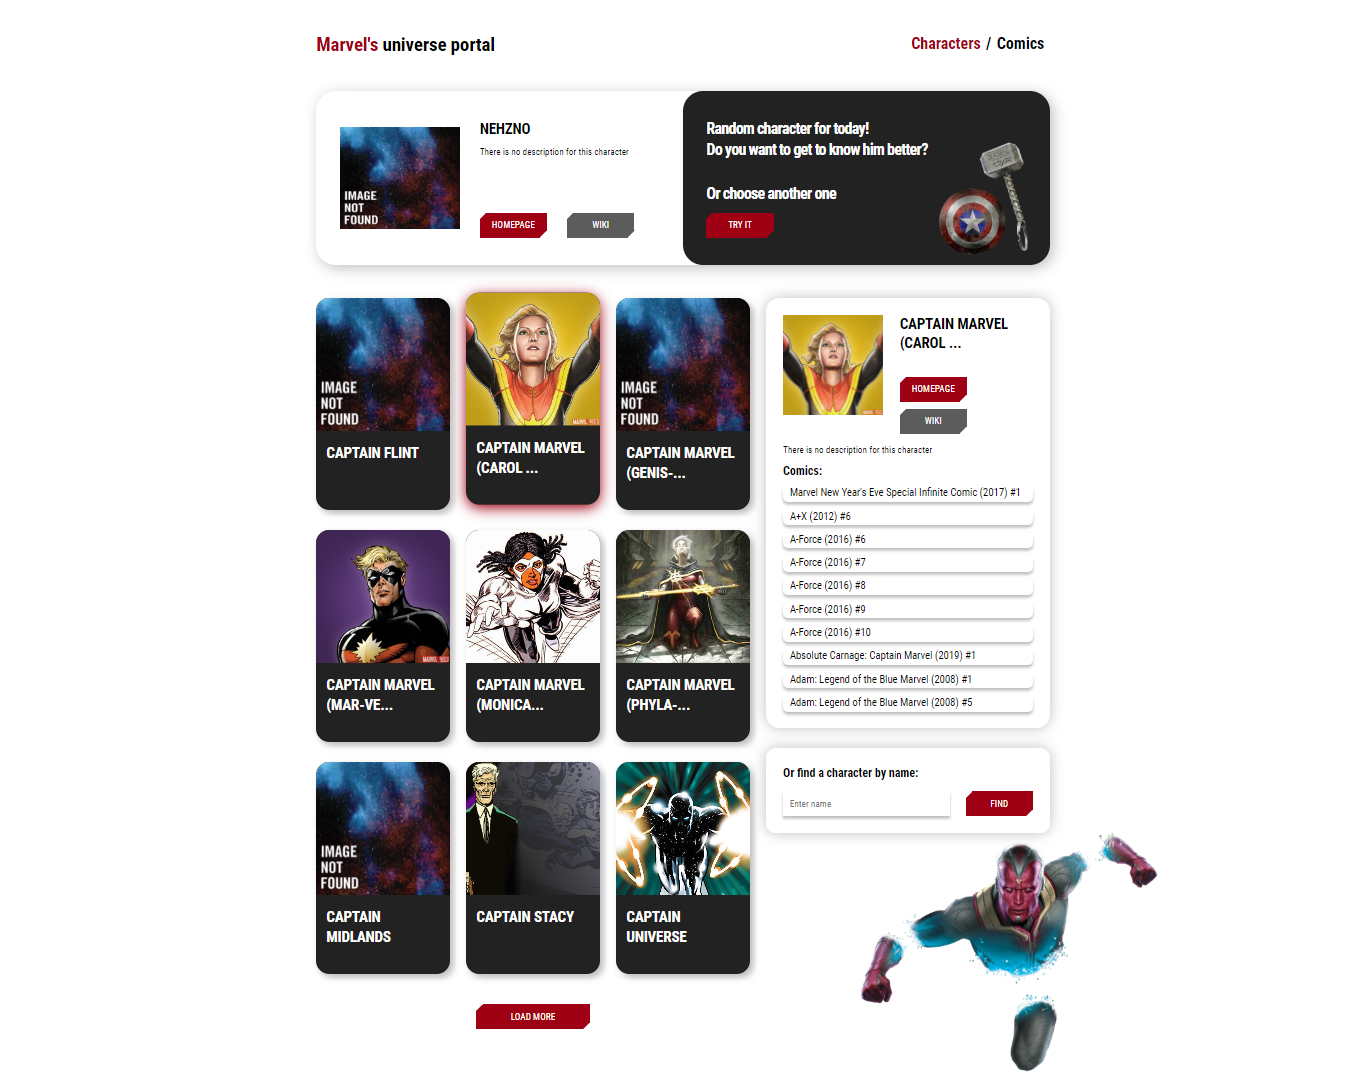 Marvel's universe portal
Characters / Comics
IMAGE
NOT
FOUND
NEHZNO
There is no description for this character
HOMEPAGE
WIKI
Random character for today!
Do you want to get to know him better?
Or choose another one
TRY IT
IMAGE
NOT
FOUND
CAPTAIN FLINT
CAPTAIN MARVEL
(CAROL ...
IMAGE
NOT
FOUND
CAPTAIN MARVEL
(GENIS-...
CAPTAIN MARVEL
(MAR-VE...
CAPTAIN MARVEL
(MONICA...
CAPTAIN MARVEL
(PHYLA-...
IMAGE
NOT
FOUND
CAPTAIN
MIDLANDS
CAPTAIN STACY
CAPTAIN
UNIVERSE
LOAD MORE
CAPTAIN MARVEL
(CAROL ...
HOMEPAGE
WIKI
There is no description for this character
Comics:
Marvel New Year's Eve Special Infinite Comic (2017) #1
A+X (2012) #6
A-Force (2016) #6
A-Force (2016) #7
A-Force (2016) #8
A-Force (2016) #9
A-Force (2016) #10
Absolute Carnage: Captain Marvel (2019) #1
Adam: Legend of the Blue Marvel (2008) #1
Adam: Legend of the Blue Marvel (2008) #5
Or find a character by name:
Enter name
FIND